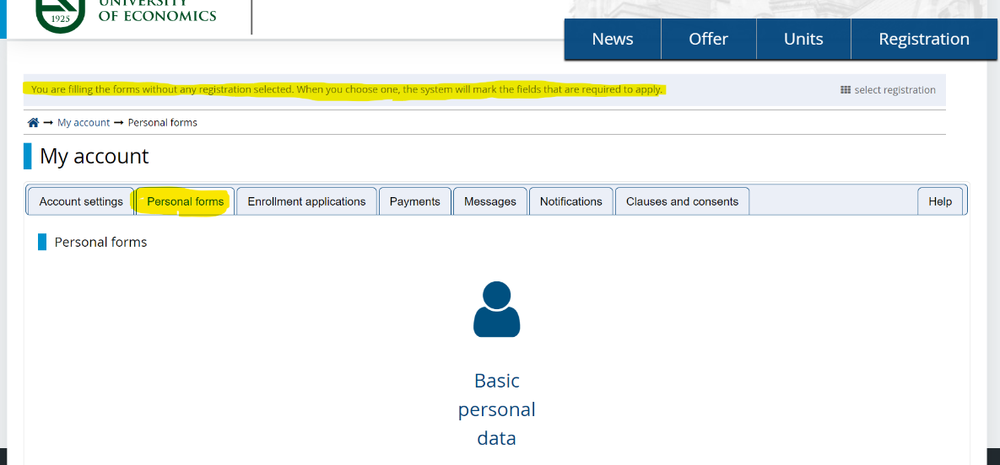 UNIVERSITY
OF ECONOMICS
1925
News Offer Units Registration
You are filling the forms without any registration selected. When you choose one, the system will mark the fields that are required to apply.
select registration
My account Personal forms
My account
Account settings Personal forms Enrollment applications Payments Messages Notifications Clauses and consents Help
Personal forms
Basic
personal
data